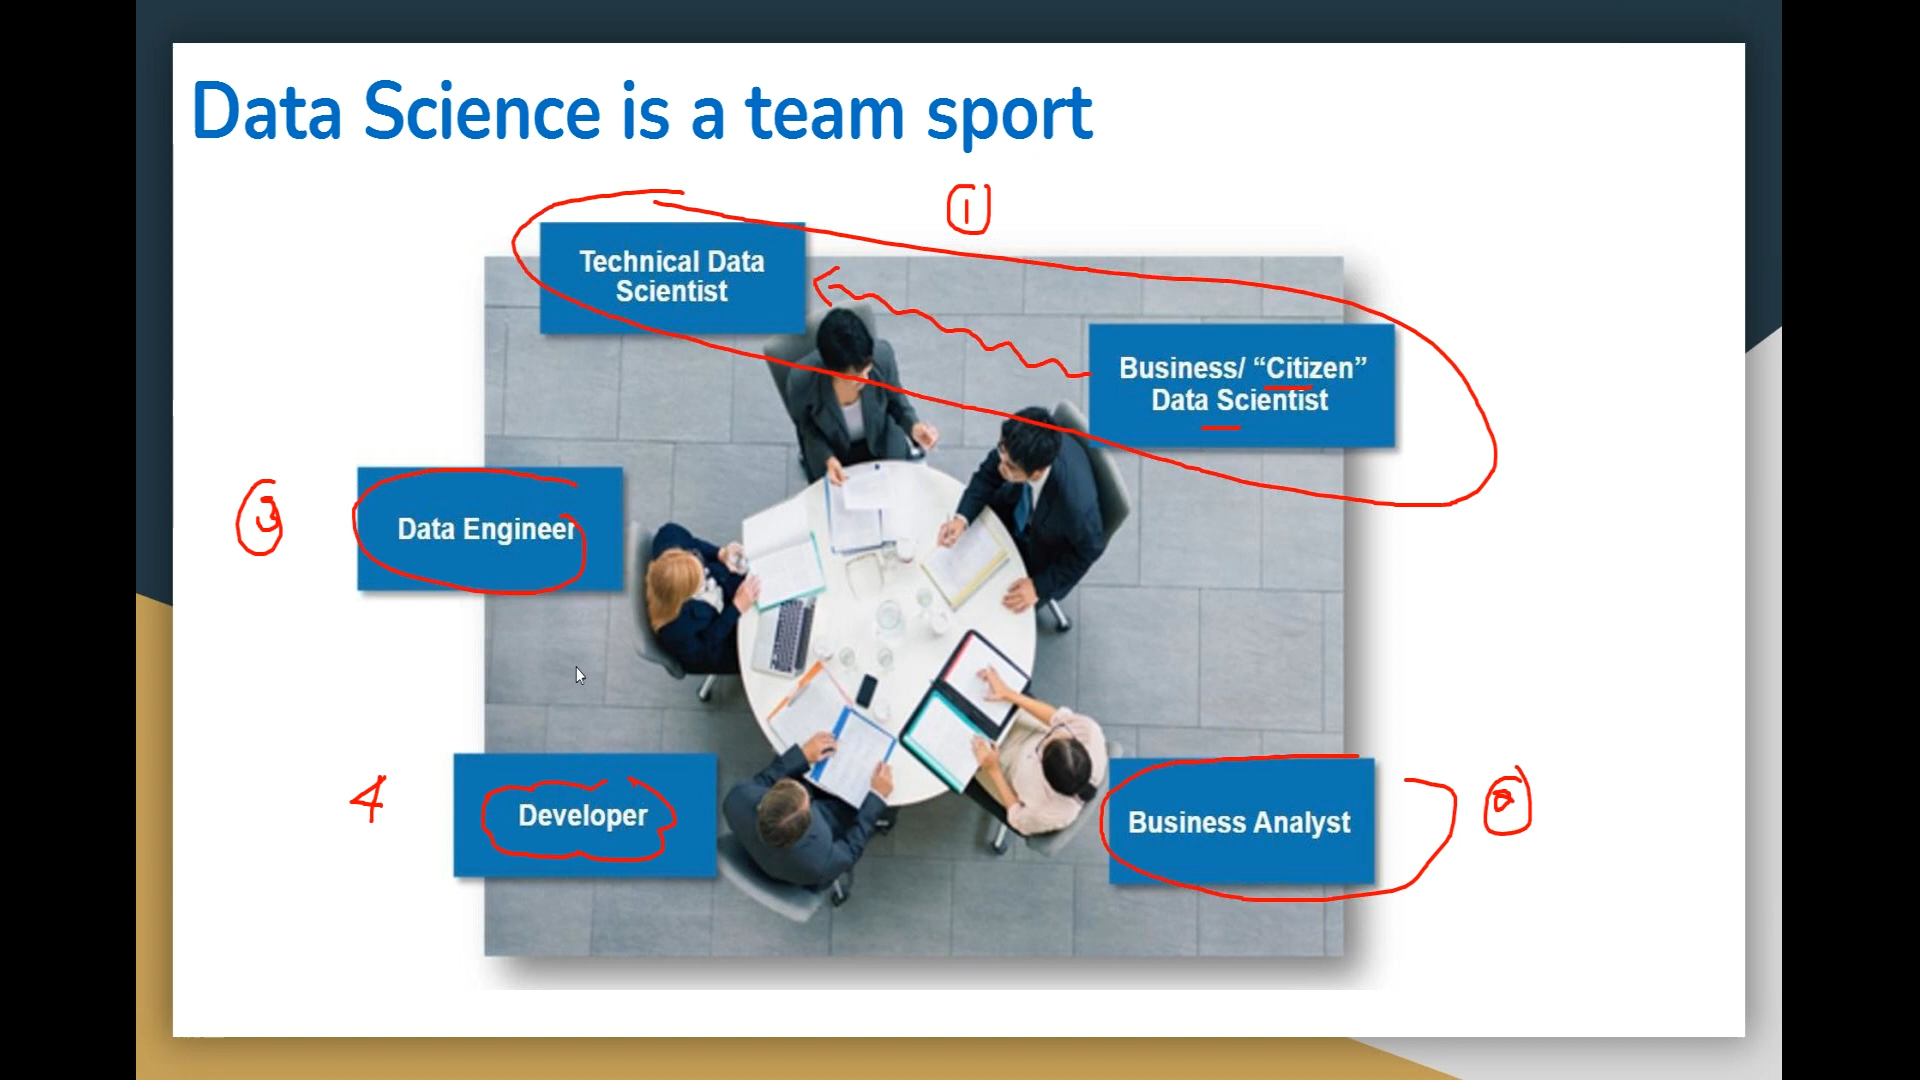 Data Science is a team sport
1
Technical Data
Scientist
Business/ “Citizen”
Data Scientist
3
Data Engineer
4
Developer
Business Analyst
2